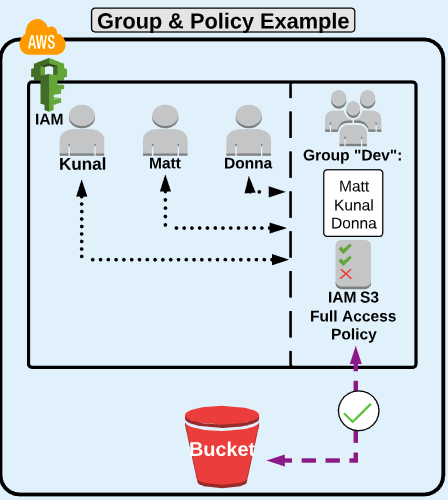 Group & Policy Example
AWS
IAM
Kunal
Matt
Donna
Group "Dev":
Matt
Kunal
Donna
IAM S3
Full Access
Policy
Bucket